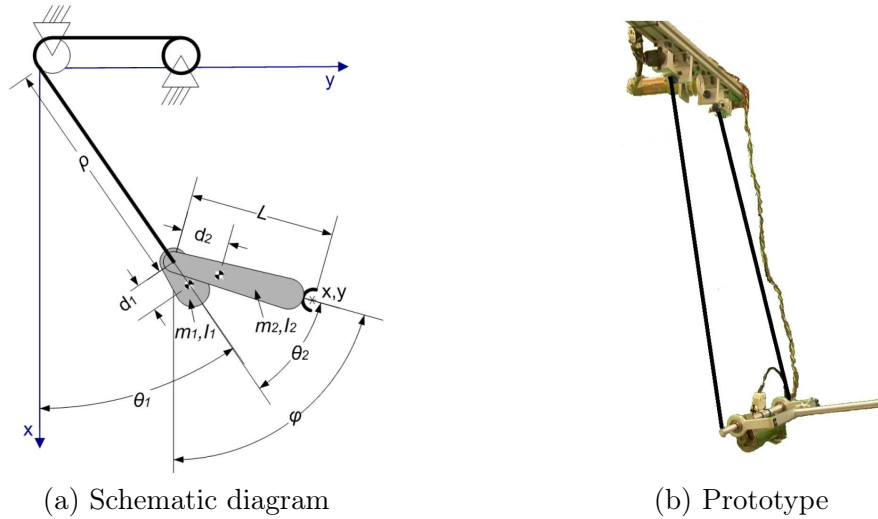 y
ρ
L
d₂
d₁
x,y
m₁,I₁
m₂,I₂
θ₂
θ₁
φ
x
(a) Schematic diagram
(b) Prototype